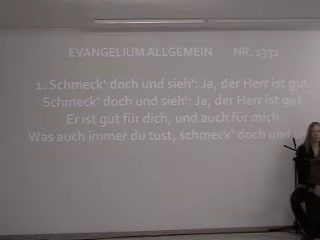 EVANGELIUM ALLGEMEIN NR. 1331
1. Schmeck' doch und sieh': Ja, der Herr ist gut,
Schmeck' doch und sieh': Ja, der Herr ist gut
Er ist gut für dich, und auch für mich
Was auch immer du tust, schmeck' doch und